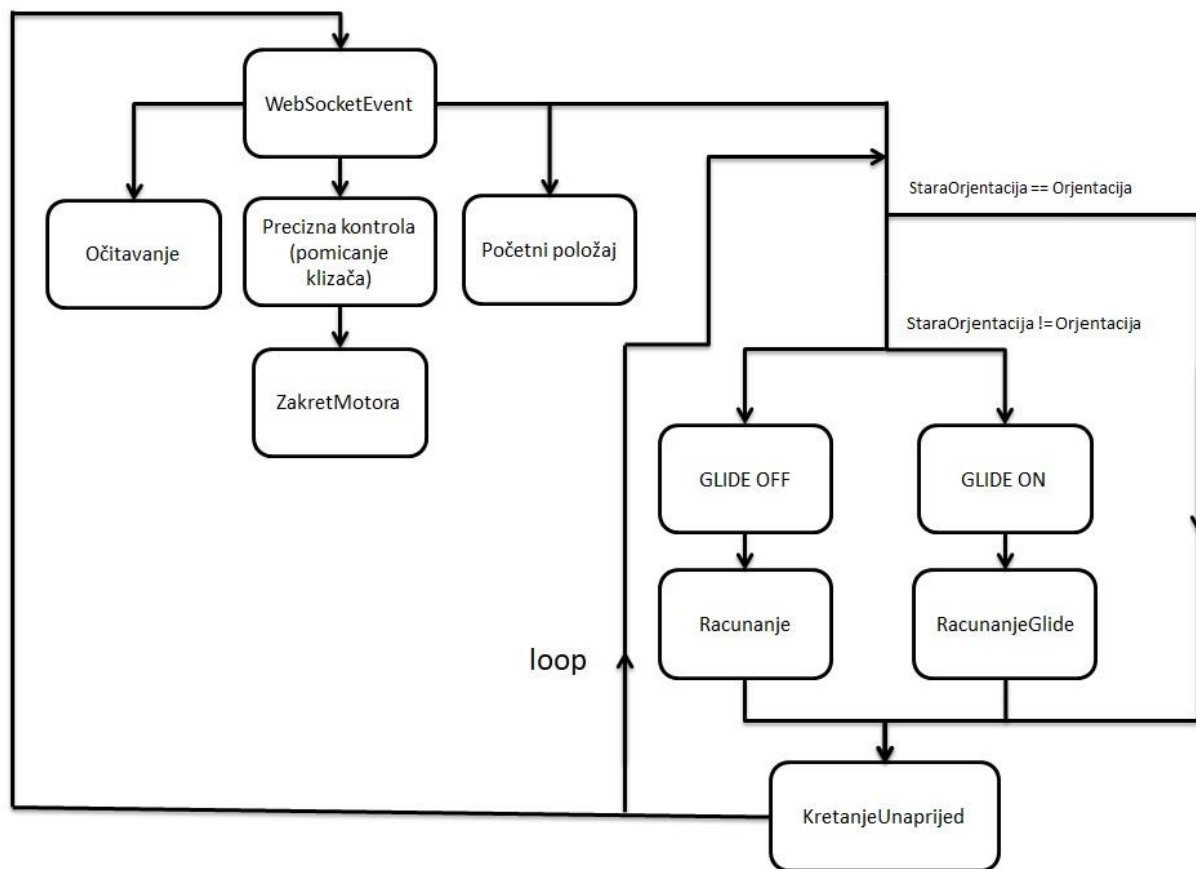 WebSocketEvent
StaraOrjentacija == Orjentacija
Očitavanje
Precizna kontrola
(pomicanje
klizača)
Početni položaj
StaraOrjentacija != Orjentacija
ZakretMotora
GLIDE OFF
GLIDE ON
Racunanje
RacunanjeGlide
loop
KretanjeUnaprijed